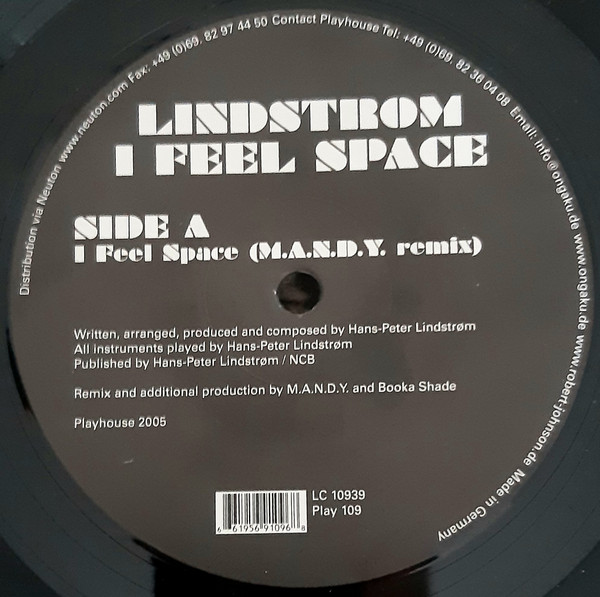 Distribution via Neuton www.neuton.com Fax: +49 (0)69. 82 97 44 50 Contact Playhouse Tel: +49 (0)69. 82 36 04 08 Email: info@ongaku.de www.ongaku.de www.robert-johnson.de Made in Germany
LINDSTROM
I FEEL SPACE
SIDE A
I Feel Space (M.A.N.D.Y. remix)
Written, arranged, produced and composed by Hans-Peter Lindstrøm
All instruments played by Hans-Peter Lindstrøm
Published by Hans-Peter Lindstrøm / NCB
Remix and additional production by M.A.N.D.Y. and Booka Shade
Playhouse 2005
LC 10939
Play 109
6 61956 91096 8